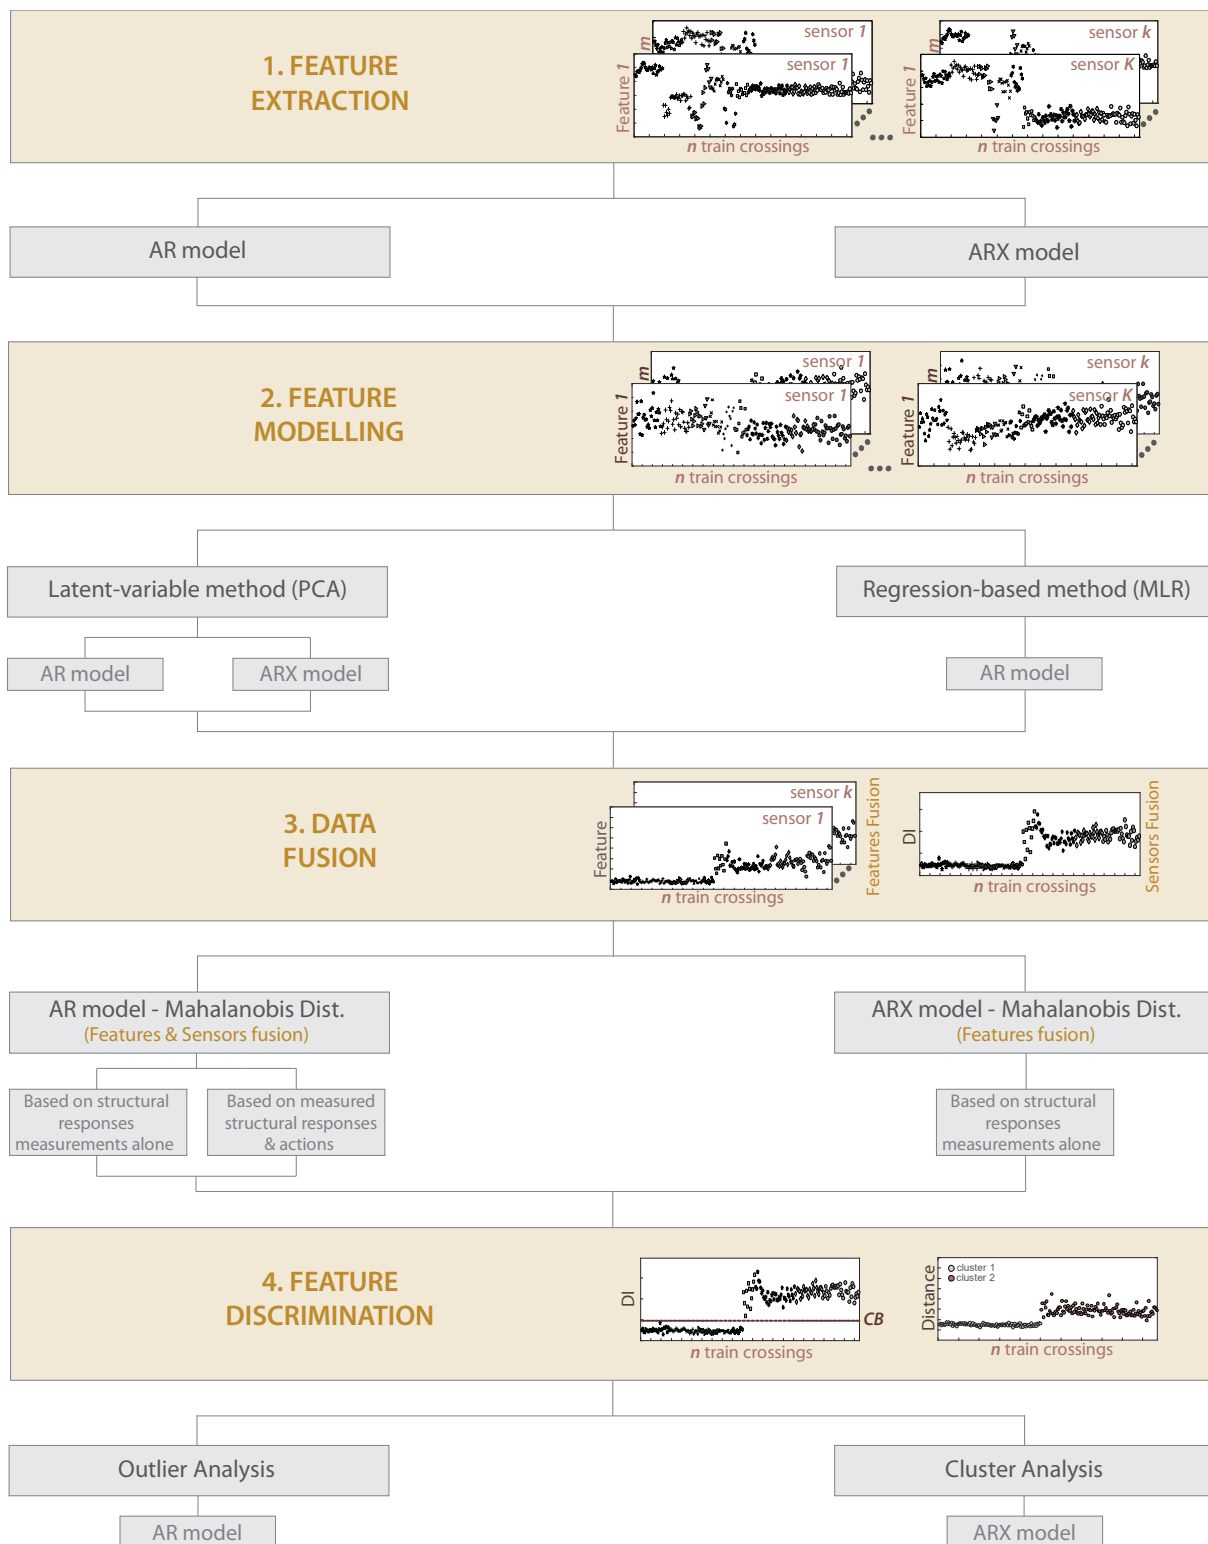 1. FEATURE
EXTRACTION
m
sensor 1
Feature 1
sensor 1
n train crossings
m
sensor k
Feature 1
sensor K
n train crossings
AR model
ARX model
2. FEATURE
MODELLING
m
sensor 1
Feature 1
sensor 1
n train crossings
m
sensor k
Feature 1
sensor K
n train crossings
Latent-variable method (PCA)
Regression-based method (MLR)
AR model
ARX model
AR model
3. DATA
FUSION
sensor k
Feature
sensor 1
n train crossings
Features Fusion
DI
n train crossings
Sensors Fusion
AR model - Mahalanobis Dist.
(Features & Sensors fusion)
ARX model - Mahalanobis Dist.
(Features fusion)
Based on structural
responses
measurements alone
Based on measured
structural responses
& actions
Based on structural
responses
measurements alone
4. FEATURE
DISCRIMINATION
DI
CB
n train crossings
Distance
cluster 1
cluster 2
n train crossings
Outlier Analysis
Cluster Analysis
AR model
ARX model